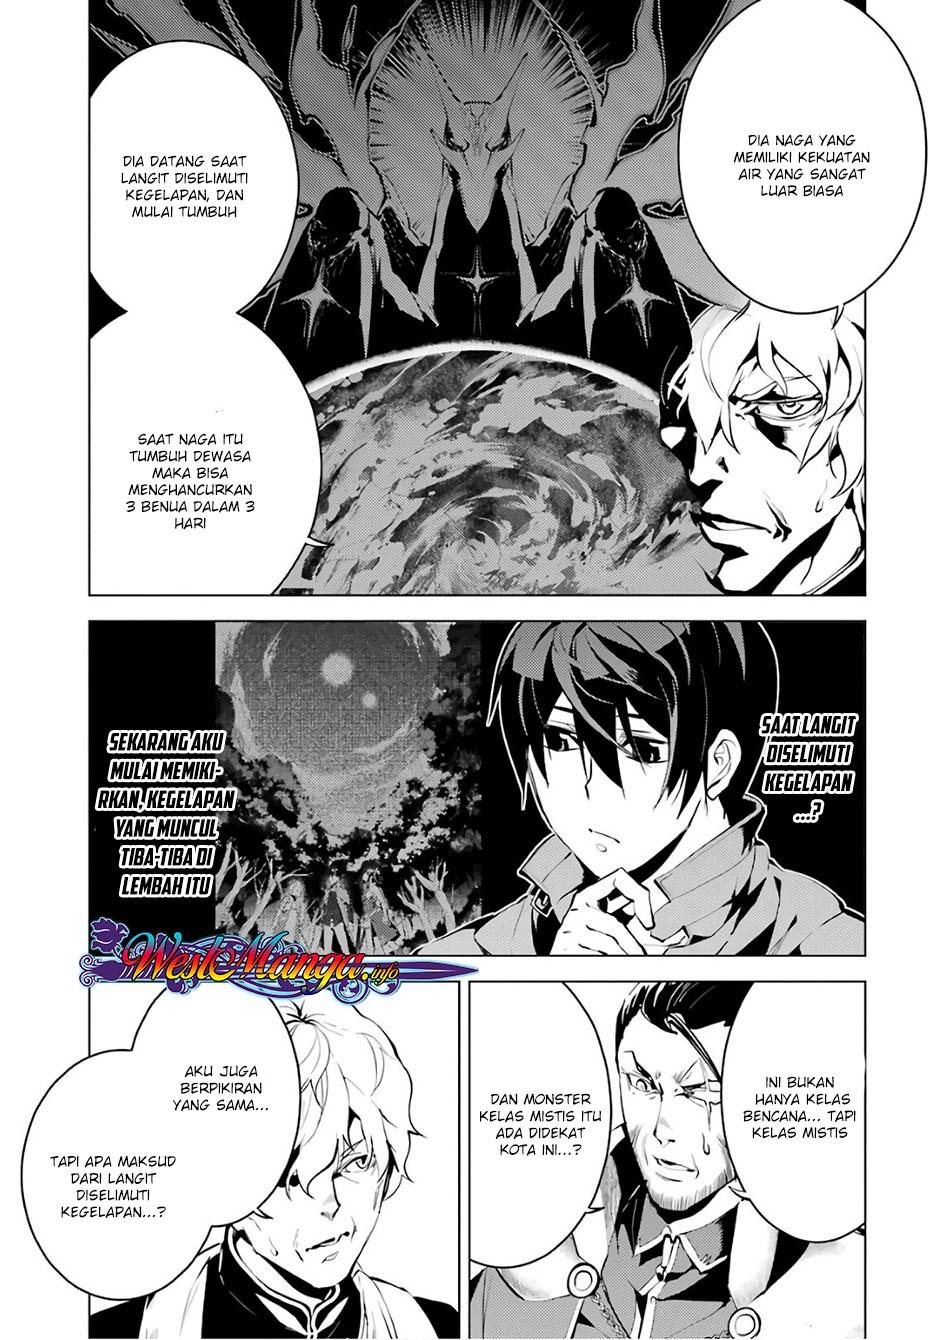 DIA NAGA YANG
MEMILIKI KEKUATAN
AIR YANG SANGAT
LUAR BIASA
DIA DATANG SAAT
LANGIT DISELIMUTI
KEGELAPAN, DAN
MULAI TUMBUH
SAAT NAGA ITU
TUMBUH DEWASA
MAKA BISA
MENGHANCURKAN
3 BENUA DALAM 3
HARI
SAAT LANGIT
DISELIMUTI
KEGELAPAN
...?
SEKARANG AKU
MULAI MEMIKI-
RKAN, KEGELAPAN
YANG MUNCUL
TIBA-TIBA DI
LEMBAH ITU
WestManga.info
INI BUKAN
HANYA KELAS
BENCANA... TAPI
KELAS MISTIS
DAN MONSTER
KELAS MISTIS ITU
ADA DIDEKAT
KOTA INI...?
AKU JUGA
BERPIKIRAN
YANG SAMA...
TAPI APA MAKSUD
DARI LANGIT
DISELIMUTI
KEGELAPAN...?